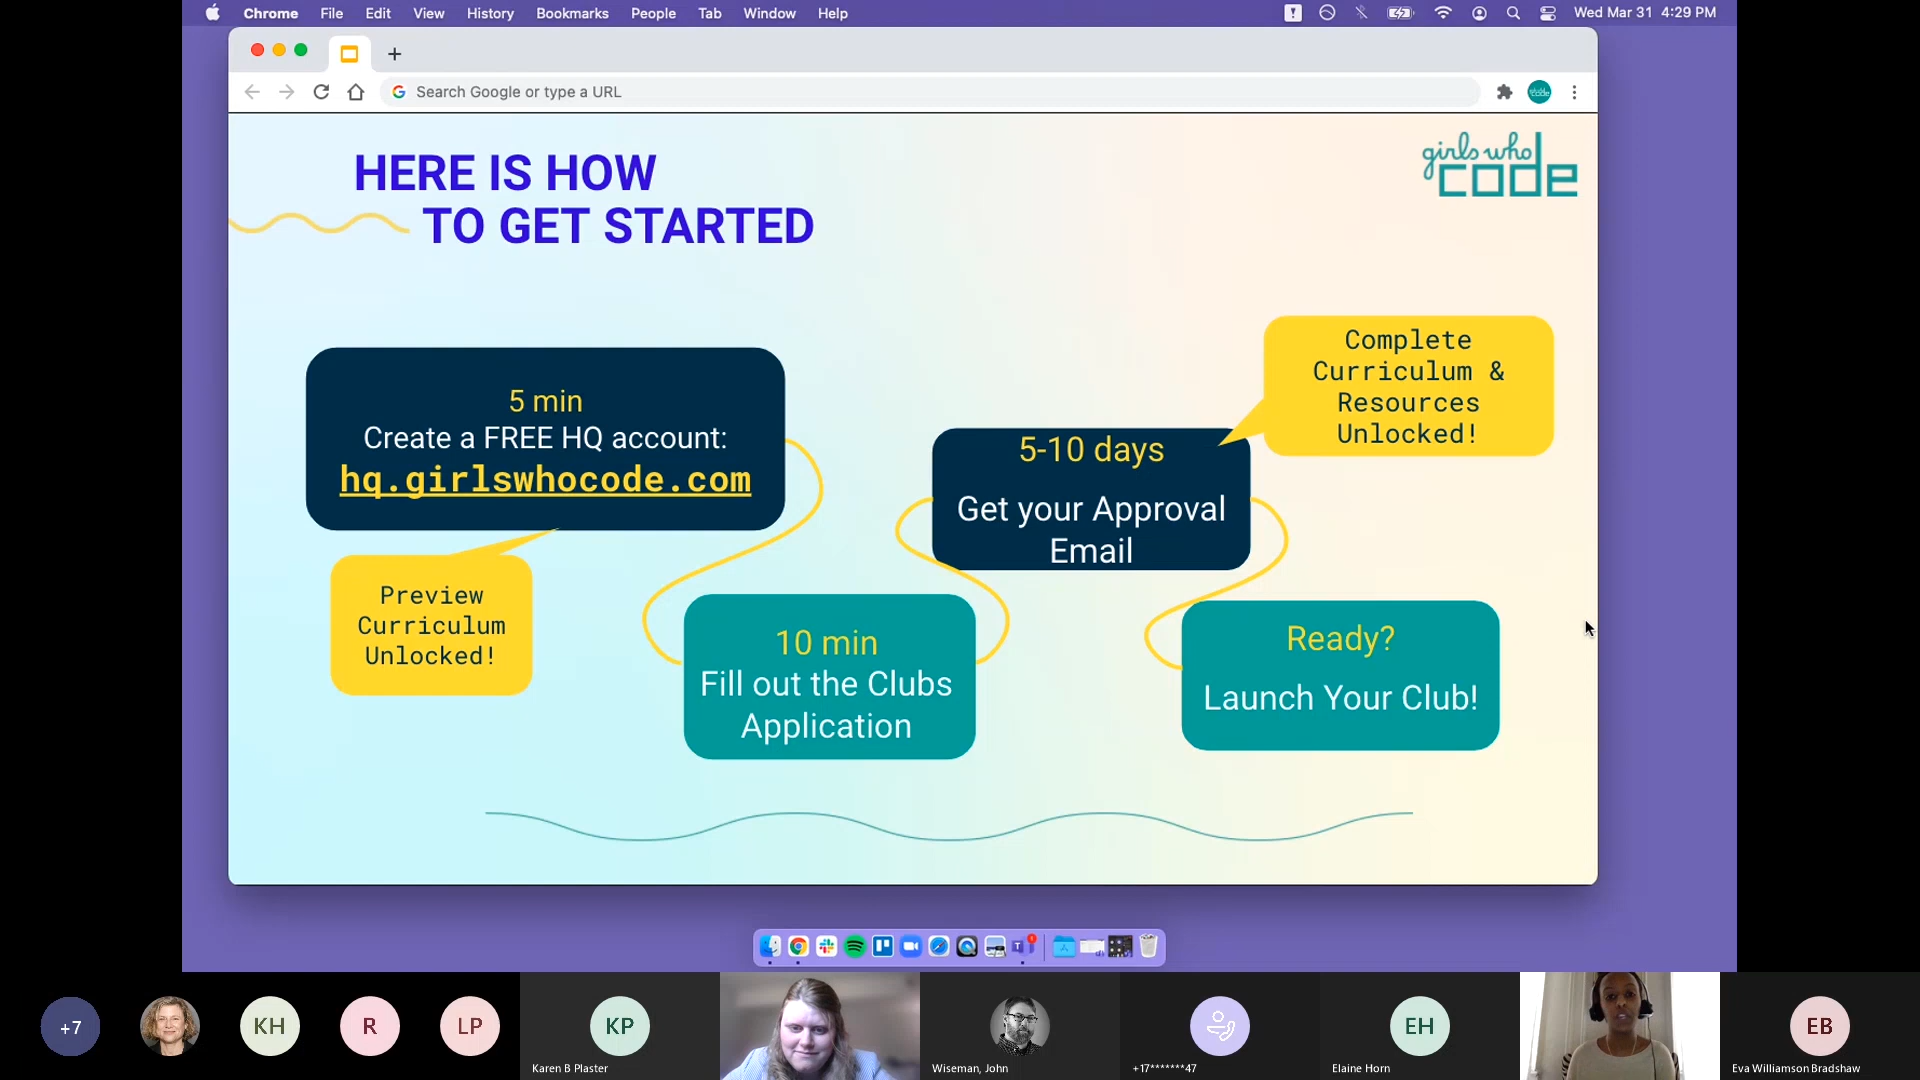 Chrome File Edit View History Bookmarks People Tab Window Help
Wed Mar 31 4:29 PM
Search Google or type a URL
HERE IS HOW
TO GET STARTED
girls who
code
5 min
Create a FREE HQ account:
hq.girlswhocode.com
Preview
Curriculum
Unlocked!
10 min
Fill out the Clubs
Application
5-10 days
Get your Approval
Email
Complete
Curriculum &
Resources
Unlocked!
Ready?
Launch Your Club!
+7
KH
R
LP
KP
Karen B Plaster
Wiseman, John
+17*******47
EH
Elaine Horn
EB
Eva Williamson Bradshaw